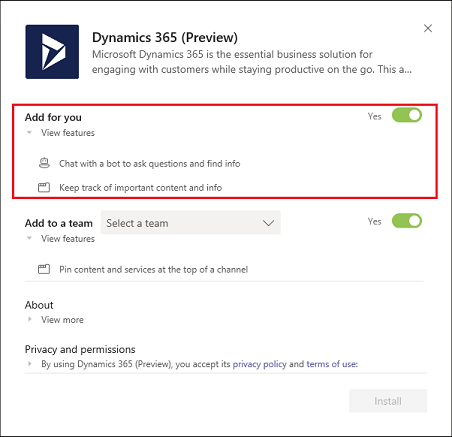 Dynamics 365 (Preview)
Microsoft Dynamics 365 is the essential business solution for
engaging with customers while staying productive on the go. This a...
Add for you
Yes
View features
Chat with a bot to ask questions and find info
Keep track of important content and info
Add to a team
Select a team
Yes
View features
Pin content and services at the top of a channel
About
View more
Privacy and permissions
By using Dynamics 365 (Preview), you accept its privacy policy and terms of use:
Install